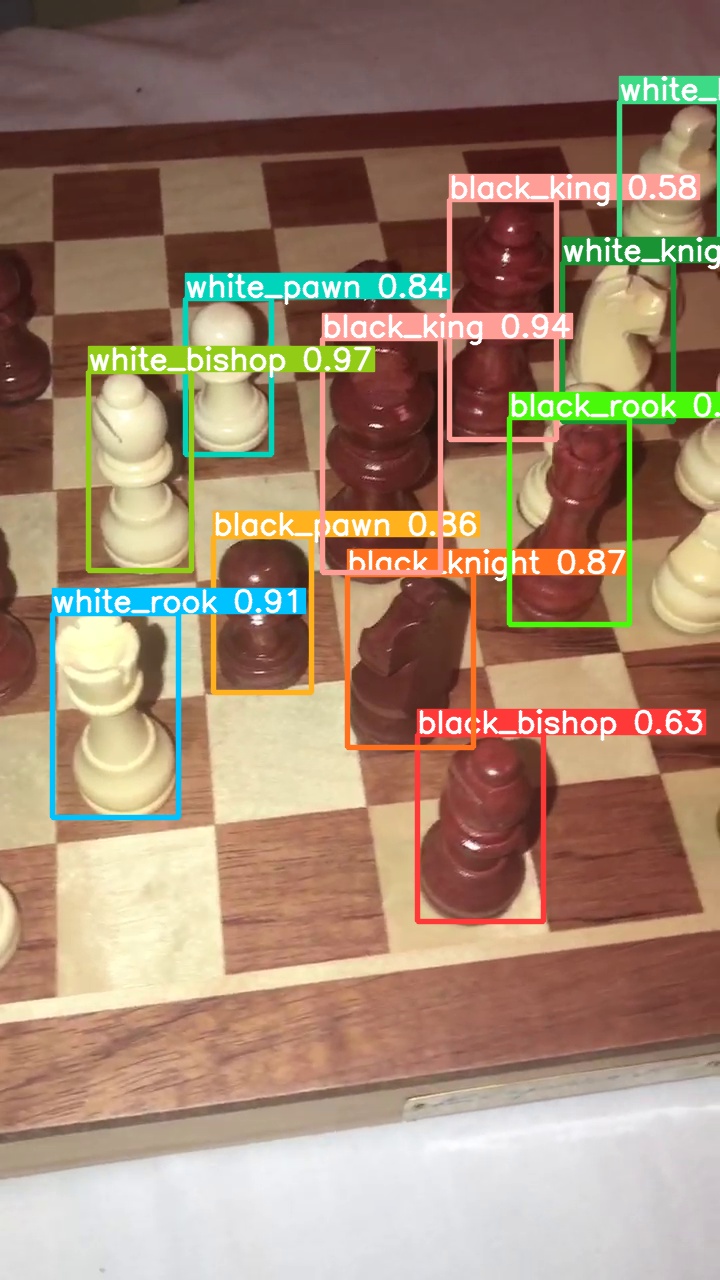 white_
black_king 0.58
white_knig
white_pawn 0.84
black_king 0.94
white_bishop 0.97
black_rook 0.
black_pawn 0.86
black_knight 0.87
white_rook 0.91
black_bishop 0.63